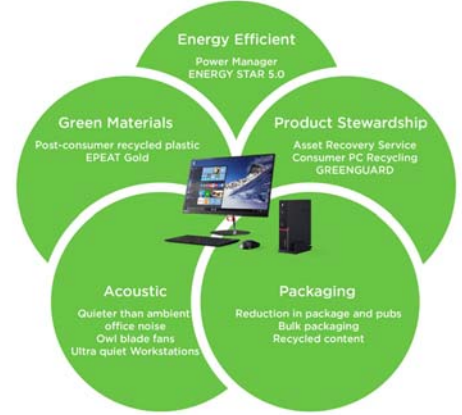 Energy Efficient
Power Manager
ENERGY STAR 5.0
Green Materials
Post-consumer recycled plastic
EPEAT Gold
Product Stewardship
Asset Recovery Service
Consumer PC Recycling
GREENGUARD
Acoustic
Quieter than ambient
office noise
Owl blade fans
Ultra quiet Workstations
Packaging
Reduction in package and pubs
Bulk packaging
Recycled content